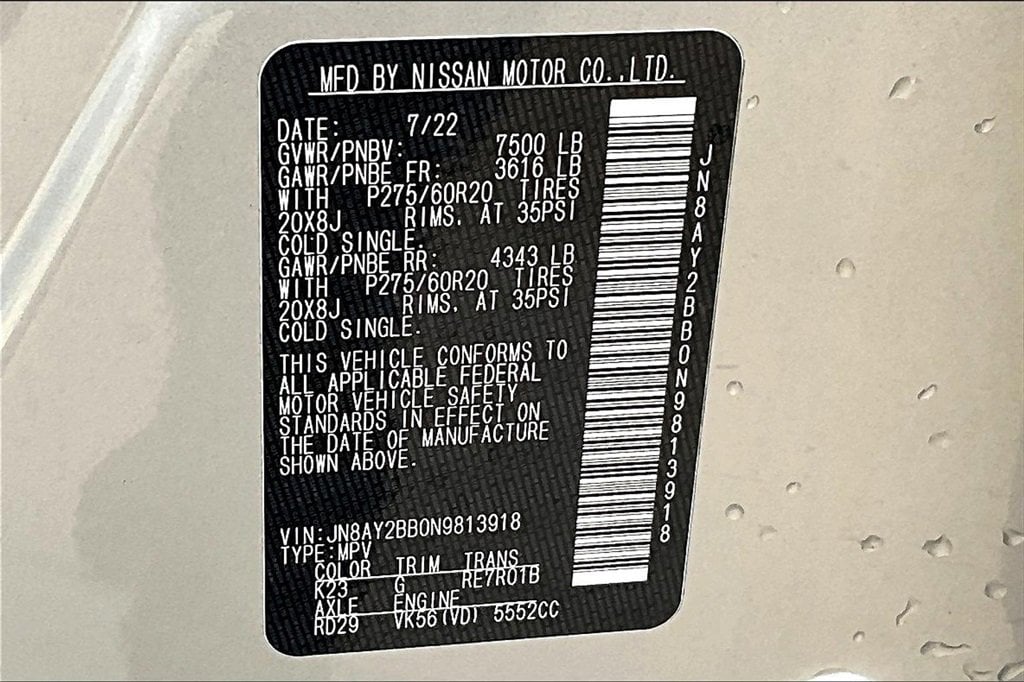 MFD BY NISSAN MOTOR CO.,LTD.
DATE: 7/22
GVWR/PNBV: 7500 LB
GAWR/PNBE FR: 3616 LB
WITH P275/60R20 TIRES
20X8J RIMS, AT 35PSI
COLD SINGLE.
GAWR/PNBE RR: 4343 LB
WITH P275/60R20 TIRES
20X8J RIMS, AT 35PSI
COLD SINGLE.
THIS VEHICLE CONFORMS TO
ALL APPLICABLE FEDERAL
MOTOR VEHICLE SAFETY
STANDARDS IN EFFECT ON
THE DATE OF MANUFACTURE
SHOWN ABOVE.
VIN:JN8AY2BB0N9813918
TYPE:MPV
COLOR TRIM TRANS
K23 G RE7R01B
AXLE ENGINE
RD29 VK56(VD) 5552CC
JN8AY2BB0N9813918